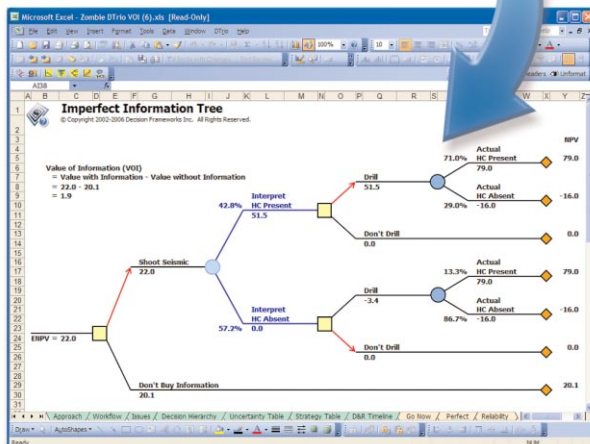 Microsoft Excel - Zombie DTrio VOI (6).xls [Read-Only]
File Edit View Insert Format Tools Data Window DTrio Help
100% 10
AI38
A B C D E F G H I J K L M N O P Q R S W X Y Z
Imperfect Information Tree
© Copyright 2002-2006 Decision Frameworks Inc. All Rights Reserved.
NPV
Value of Information (VOI)
= Value with Information - Value without Information
= 22.0 - 20.1
= 1.9
Drill
51.5
71.0%
Actual
HC Present
79.0
79.0
29.0%
Actual
HC Absent
-16.0
-16.0
42.8%
Interpret
HC Present
51.5
Don't Drill
0.0
0.0
Shoot Seismic
22.0
Drill
-3.4
13.3%
Actual
HC Present
79.0
79.0
86.7%
Actual
HC Absent
-16.0
-16.0
57.2%
Interpret
HC Absent
0.0
Don't Drill
0.0
0.0
ENPV = 22.0
Don't Buy Information
20.1
20.1
Approach / Workflow / Issues / Decision Hierarchy / Uncertainty Table / Strategy Table / D&R Timeline / Go Now / Perfect / Reliability
Draw AutoShapes
Ready
NUM